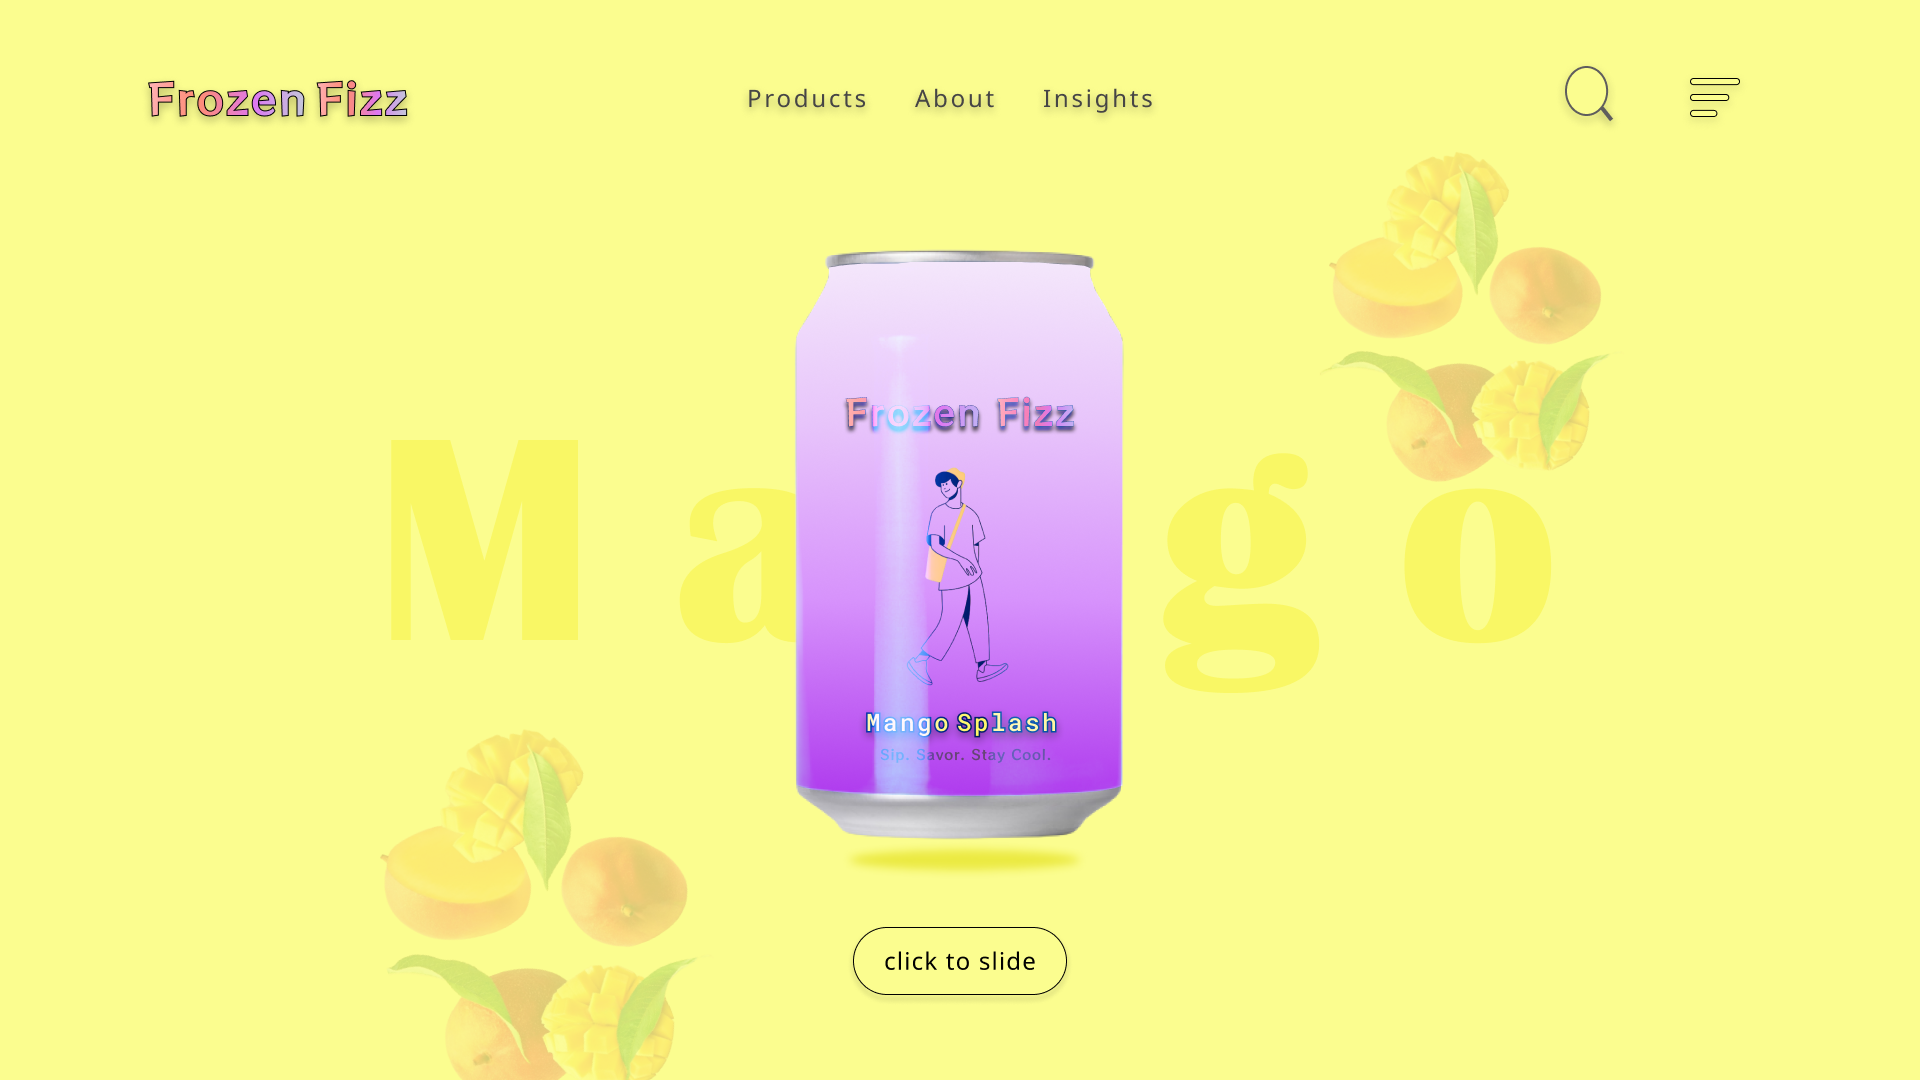 Frozen Fizz
Products About Insights
Mango
Frozen Fizz
Mango Splash
Sip. Savor. Stay Cool.
click to slide